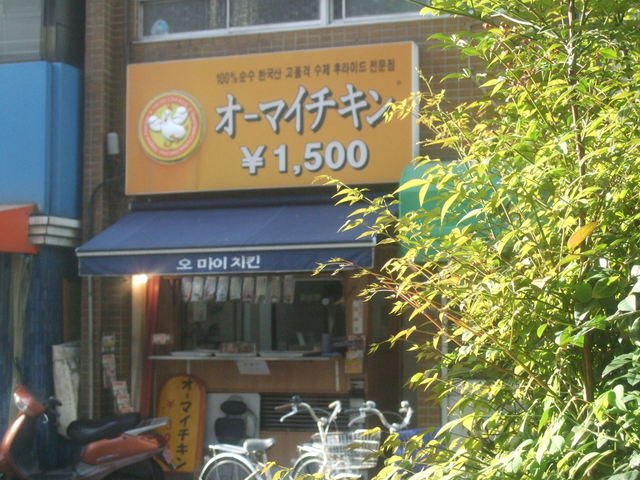 100%순수 한국산 고품격 수제 후라이드 전문점
オーマイチキン
¥1,500
오 마이 치킨
オーマイチキン